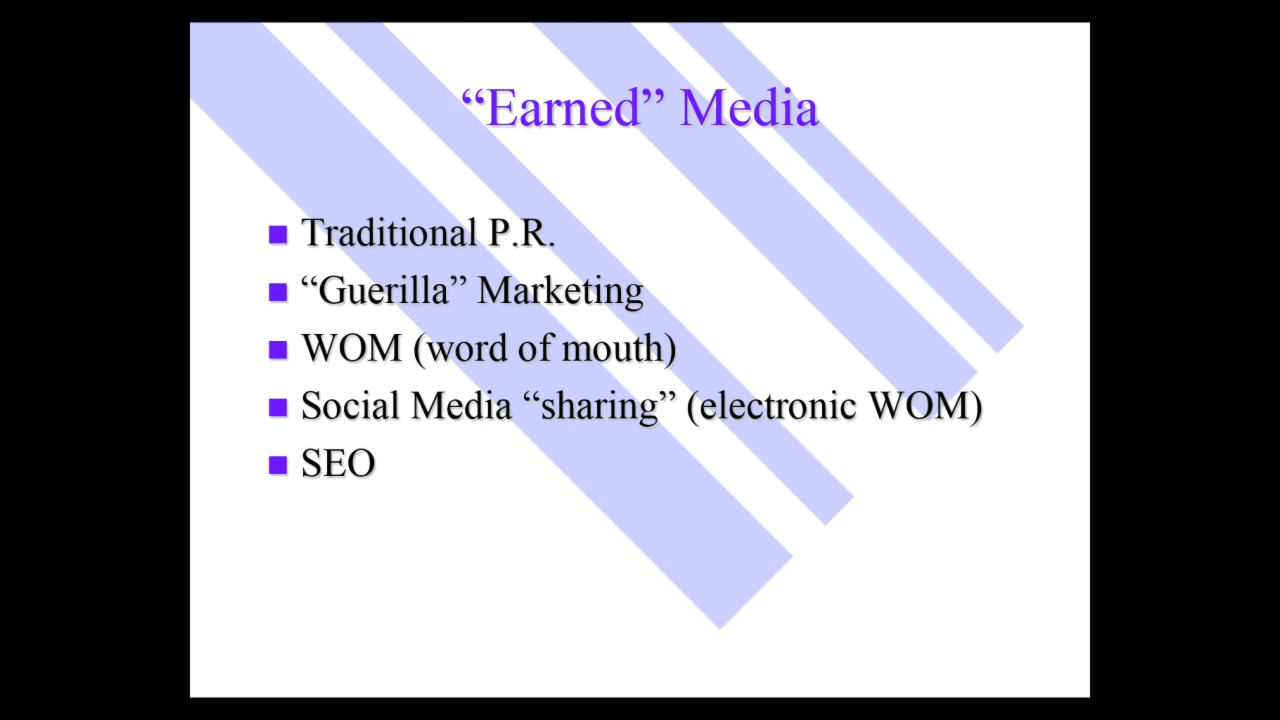 “Earned” Media
Traditional P.R.
“Guerilla” Marketing
WOM (word of mouth)
Social Media “sharing” (electronic WOM)
SEO